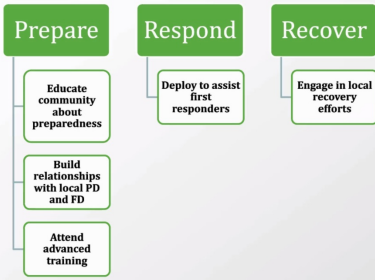 Prepare
Educate
community
about
preparedness
Build
relationships
with local PD
and FD
Attend
advanced
training
Respond
Deploy to assist
first
responders
Recover
Engage in local
recovery
efforts